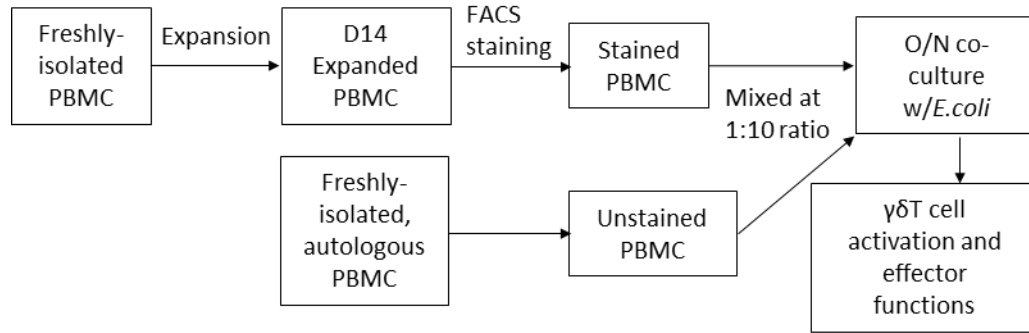 Freshly-
isolated
PBMC
Expansion
D14
Expanded
PBMC
FACS
staining
Stained
PBMC
Mixed at
1:10 ratio
O/N co-
culture
w/E.coli
Freshly-
isolated,
autologous
PBMC
Unstained
PBMC
γδT cell
activation and
effector
functions